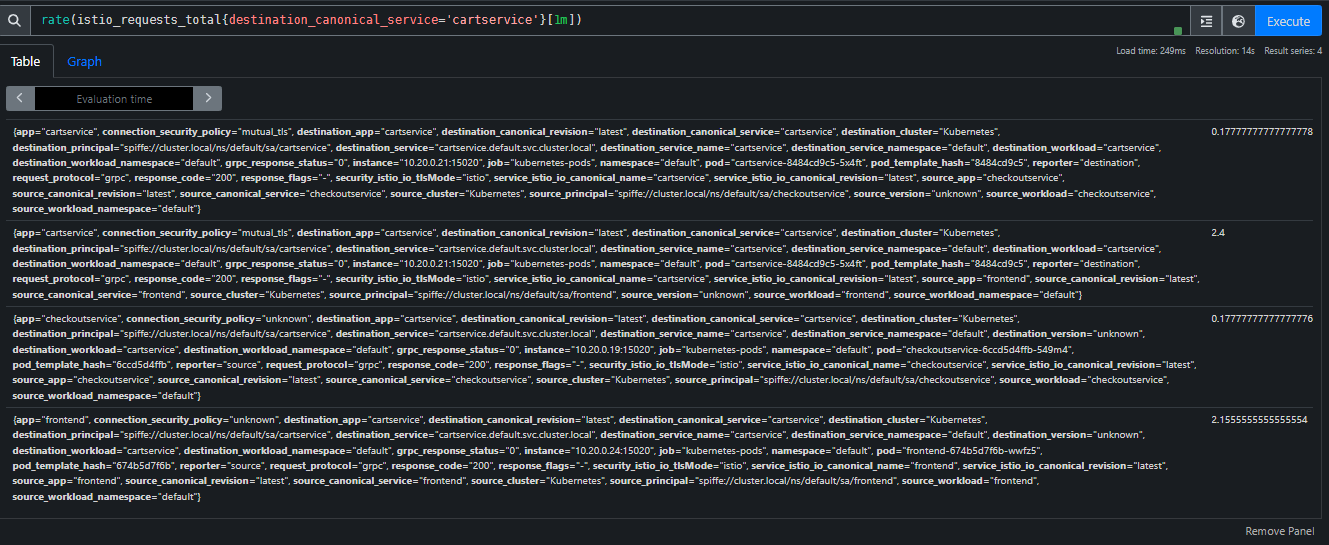 rate(istio_requests_total{destination_canonical_service='cartservice'}[1m])
Execute
Load time: 249ms Resolution: 14s Result series: 4
Table Graph
Evaluation time
{app="cartservice", connection_security_policy="mutual_tls", destination_app="cartservice", destination_canonical_revision="latest", destination_canonical_service="cartservice", destination_cluster="Kubernetes", 0.17777777777777778
destination_principal="spiffe://cluster.local/ns/default/sa/cartservice", destination_service="cartservice.default.svc.cluster.local", destination_service_name="cartservice", destination_service_namespace="default", destination_workload="cartservice",
destination_workload_namespace="default", grpc_response_status="0", instance="10.20.0.21:15020", job="kubernetes-pods", namespace="default", pod="cartservice-8484cd9c5-5x4ft", pod_template_hash="8484cd9c5", reporter="destination",
request_protocol="grpc", response_code="200", response_flags="-", security_istio_io_tlsMode="istio", service_istio_io_canonical_name="cartservice", service_istio_io_canonical_revision="latest", source_app="checkoutservice",
source_canonical_revision="latest", source_canonical_service="checkoutservice", source_cluster="Kubernetes", source_principal="spiffe://cluster.local/ns/default/sa/checkoutservice", source_version="unknown", source_workload="checkoutservice",
source_workload_namespace="default"}
{app="cartservice", connection_security_policy="mutual_tls", destination_app="cartservice", destination_canonical_revision="latest", destination_canonical_service="cartservice", destination_cluster="Kubernetes", 2.4
destination_principal="spiffe://cluster.local/ns/default/sa/cartservice", destination_service="cartservice.default.svc.cluster.local", destination_service_name="cartservice", destination_service_namespace="default", destination_workload="cartservice",
destination_workload_namespace="default", grpc_response_status="0", instance="10.20.0.21:15020", job="kubernetes-pods", namespace="default", pod="cartservice-8484cd9c5-5x4ft", pod_template_hash="8484cd9c5", reporter="destination",
request_protocol="grpc", response_code="200", response_flags="-", security_istio_io_tlsMode="istio", service_istio_io_canonical_name="cartservice", service_istio_io_canonical_revision="latest", source_app="frontend", source_canonical_revision="latest",
source_canonical_service="frontend", source_cluster="Kubernetes", source_principal="spiffe://cluster.local/ns/default/sa/frontend", source_version="unknown", source_workload="frontend", source_workload_namespace="default"}
{app="checkoutservice", connection_security_policy="unknown", destination_app="cartservice", destination_canonical_revision="latest", destination_canonical_service="cartservice", destination_cluster="Kubernetes", 0.17777777777777776
destination_principal="spiffe://cluster.local/ns/default/sa/cartservice", destination_service="cartservice.default.svc.cluster.local", destination_service_name="cartservice", destination_service_namespace="default", destination_version="unknown",
destination_workload="cartservice", destination_workload_namespace="default", grpc_response_status="0", instance="10.20.0.19:15020", job="kubernetes-pods", namespace="default", pod="checkoutservice-6ccd5d4ffb-549m4",
pod_template_hash="6ccd5d4ffb", reporter="source", request_protocol="grpc", response_code="200", response_flags="-", security_istio_io_tlsMode="istio", service_istio_io_canonical_name="checkoutservice", service_istio_io_canonical_revision="latest",
source_app="checkoutservice", source_canonical_revision="latest", source_canonical_service="checkoutservice", source_cluster="Kubernetes", source_principal="spiffe://cluster.local/ns/default/sa/checkoutservice", source_workload="checkoutservice",
source_workload_namespace="default"}
{app="frontend", connection_security_policy="unknown", destination_app="cartservice", destination_canonical_revision="latest", destination_canonical_service="cartservice", destination_cluster="Kubernetes", 2.1555555555555554
destination_principal="spiffe://cluster.local/ns/default/sa/cartservice", destination_service="cartservice.default.svc.cluster.local", destination_service_name="cartservice", destination_service_namespace="default", destination_version="unknown",
destination_workload="cartservice", destination_workload_namespace="default", grpc_response_status="0", instance="10.20.0.24:15020", job="kubernetes-pods", namespace="default", pod="frontend-674b5d7f6b-wwfz5",
pod_template_hash="674b5d7f6b", reporter="source", request_protocol="grpc", response_code="200", response_flags="-", security_istio_io_tlsMode="istio", service_istio_io_canonical_name="frontend", service_istio_io_canonical_revision="latest",
source_app="frontend", source_canonical_revision="latest", source_canonical_service="frontend", source_cluster="Kubernetes", source_principal="spiffe://cluster.local/ns/default/sa/frontend", source_workload="frontend",
source_workload_namespace="default"}
Remove Panel